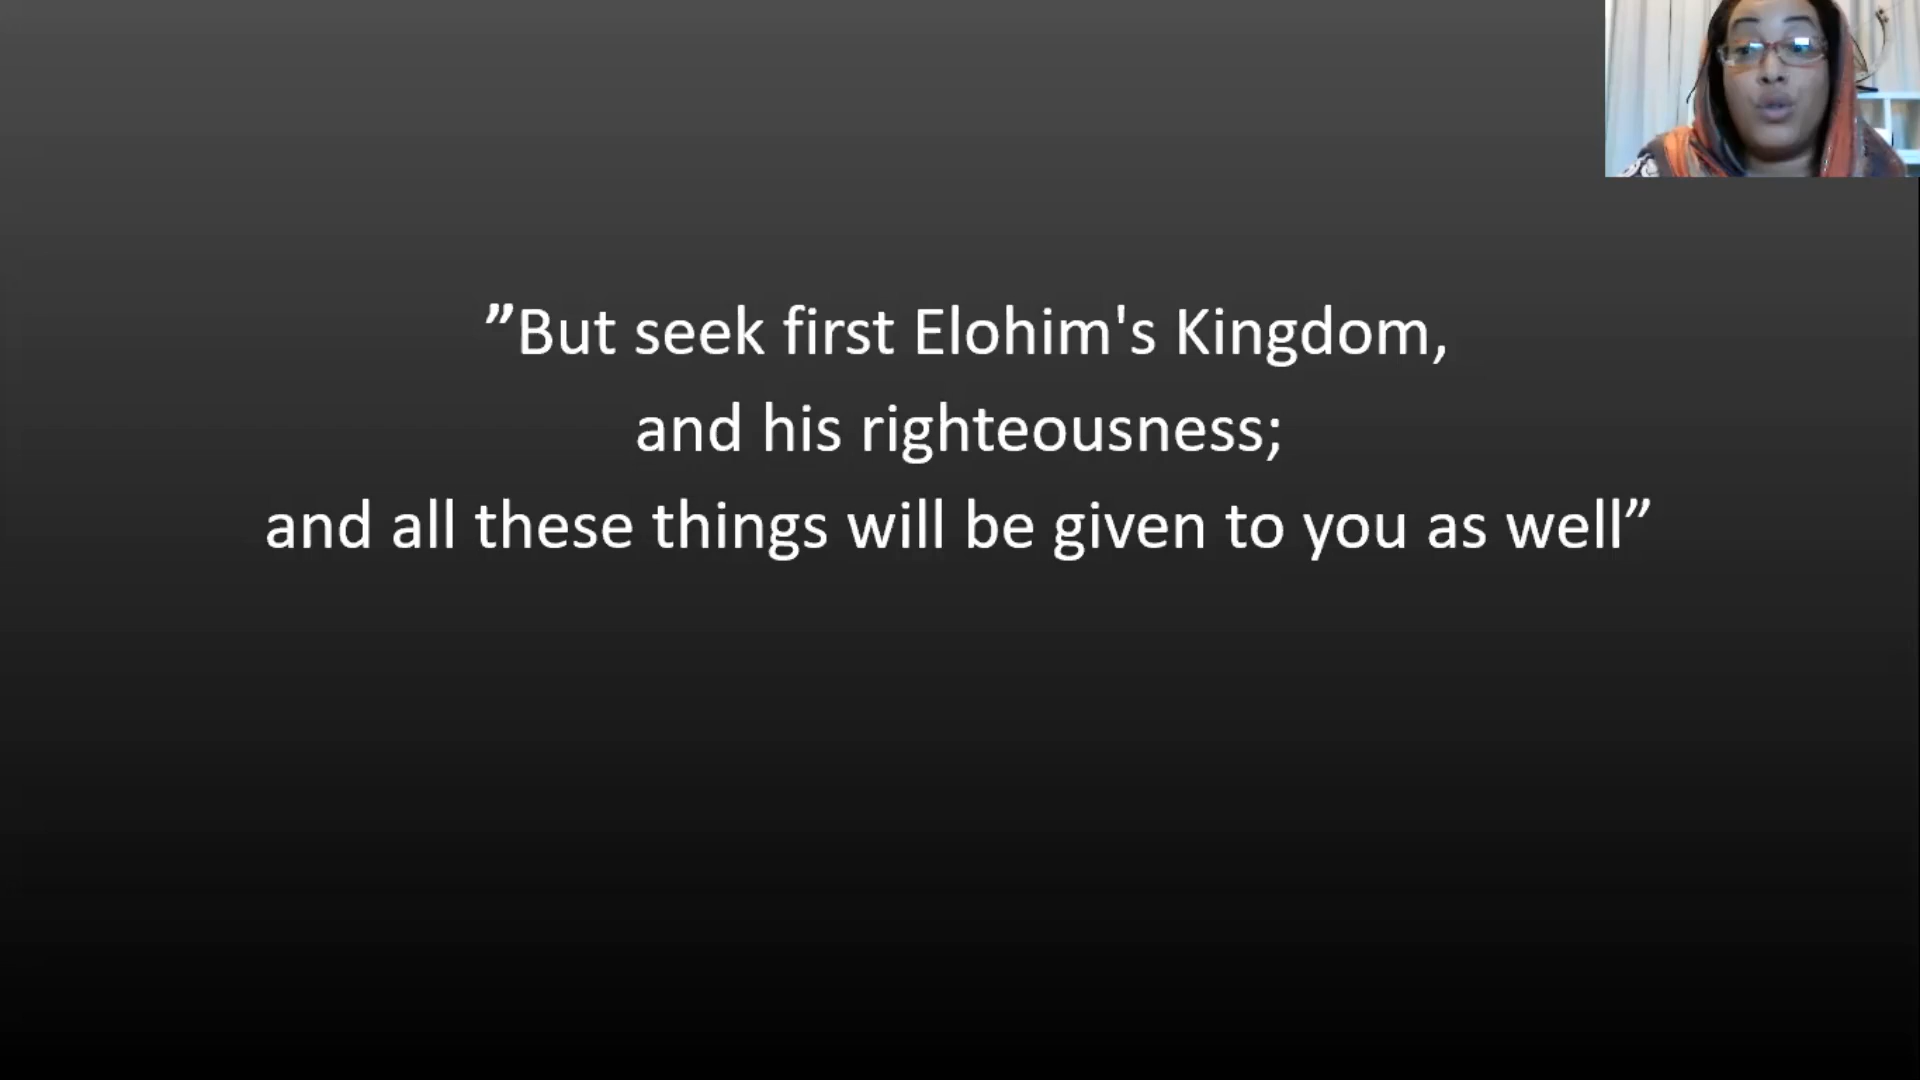 ”But seek first Elohim's Kingdom,
and his righteousness;
and all these things will be given to you as well”